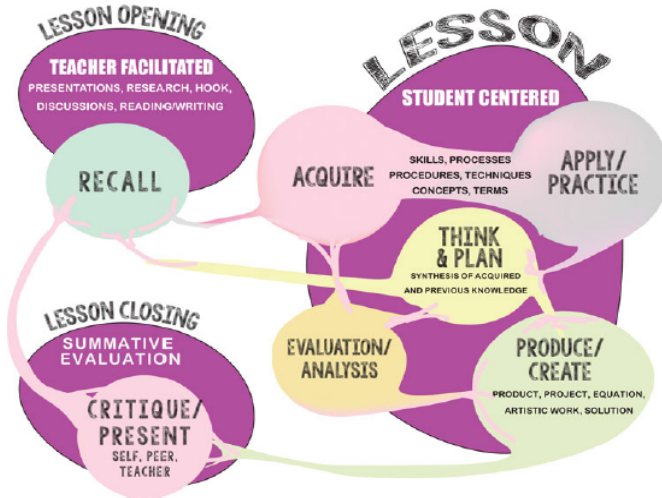 LESSON OPENING
TEACHER FACILITATED
PRESENTATIONS, RESEARCH, HOOK,
DISCUSSIONS, READING/WRITING
RECALL
LESSON
STUDENT CENTERED
ACQUIRE
SKILLS, PROCESSES
PROCEDURES, TECHNIQUES
CONCEPTS, TERMS
APPLY/
PRACTICE
THINK
& PLAN
SYNTHESIS OF ACQUIRED
AND PREVIOUS KNOWLEDGE
EVALUATION/
ANALYSIS
PRODUCE/
CREATE
PRODUCT, PROJECT, EQUATION,
ARTISTIC WORK, SOLUTION
LESSON CLOSING
SUMMATIVE
EVALUATION
CRITIQUE/
PRESENT
SELF, PEER,
TEACHER